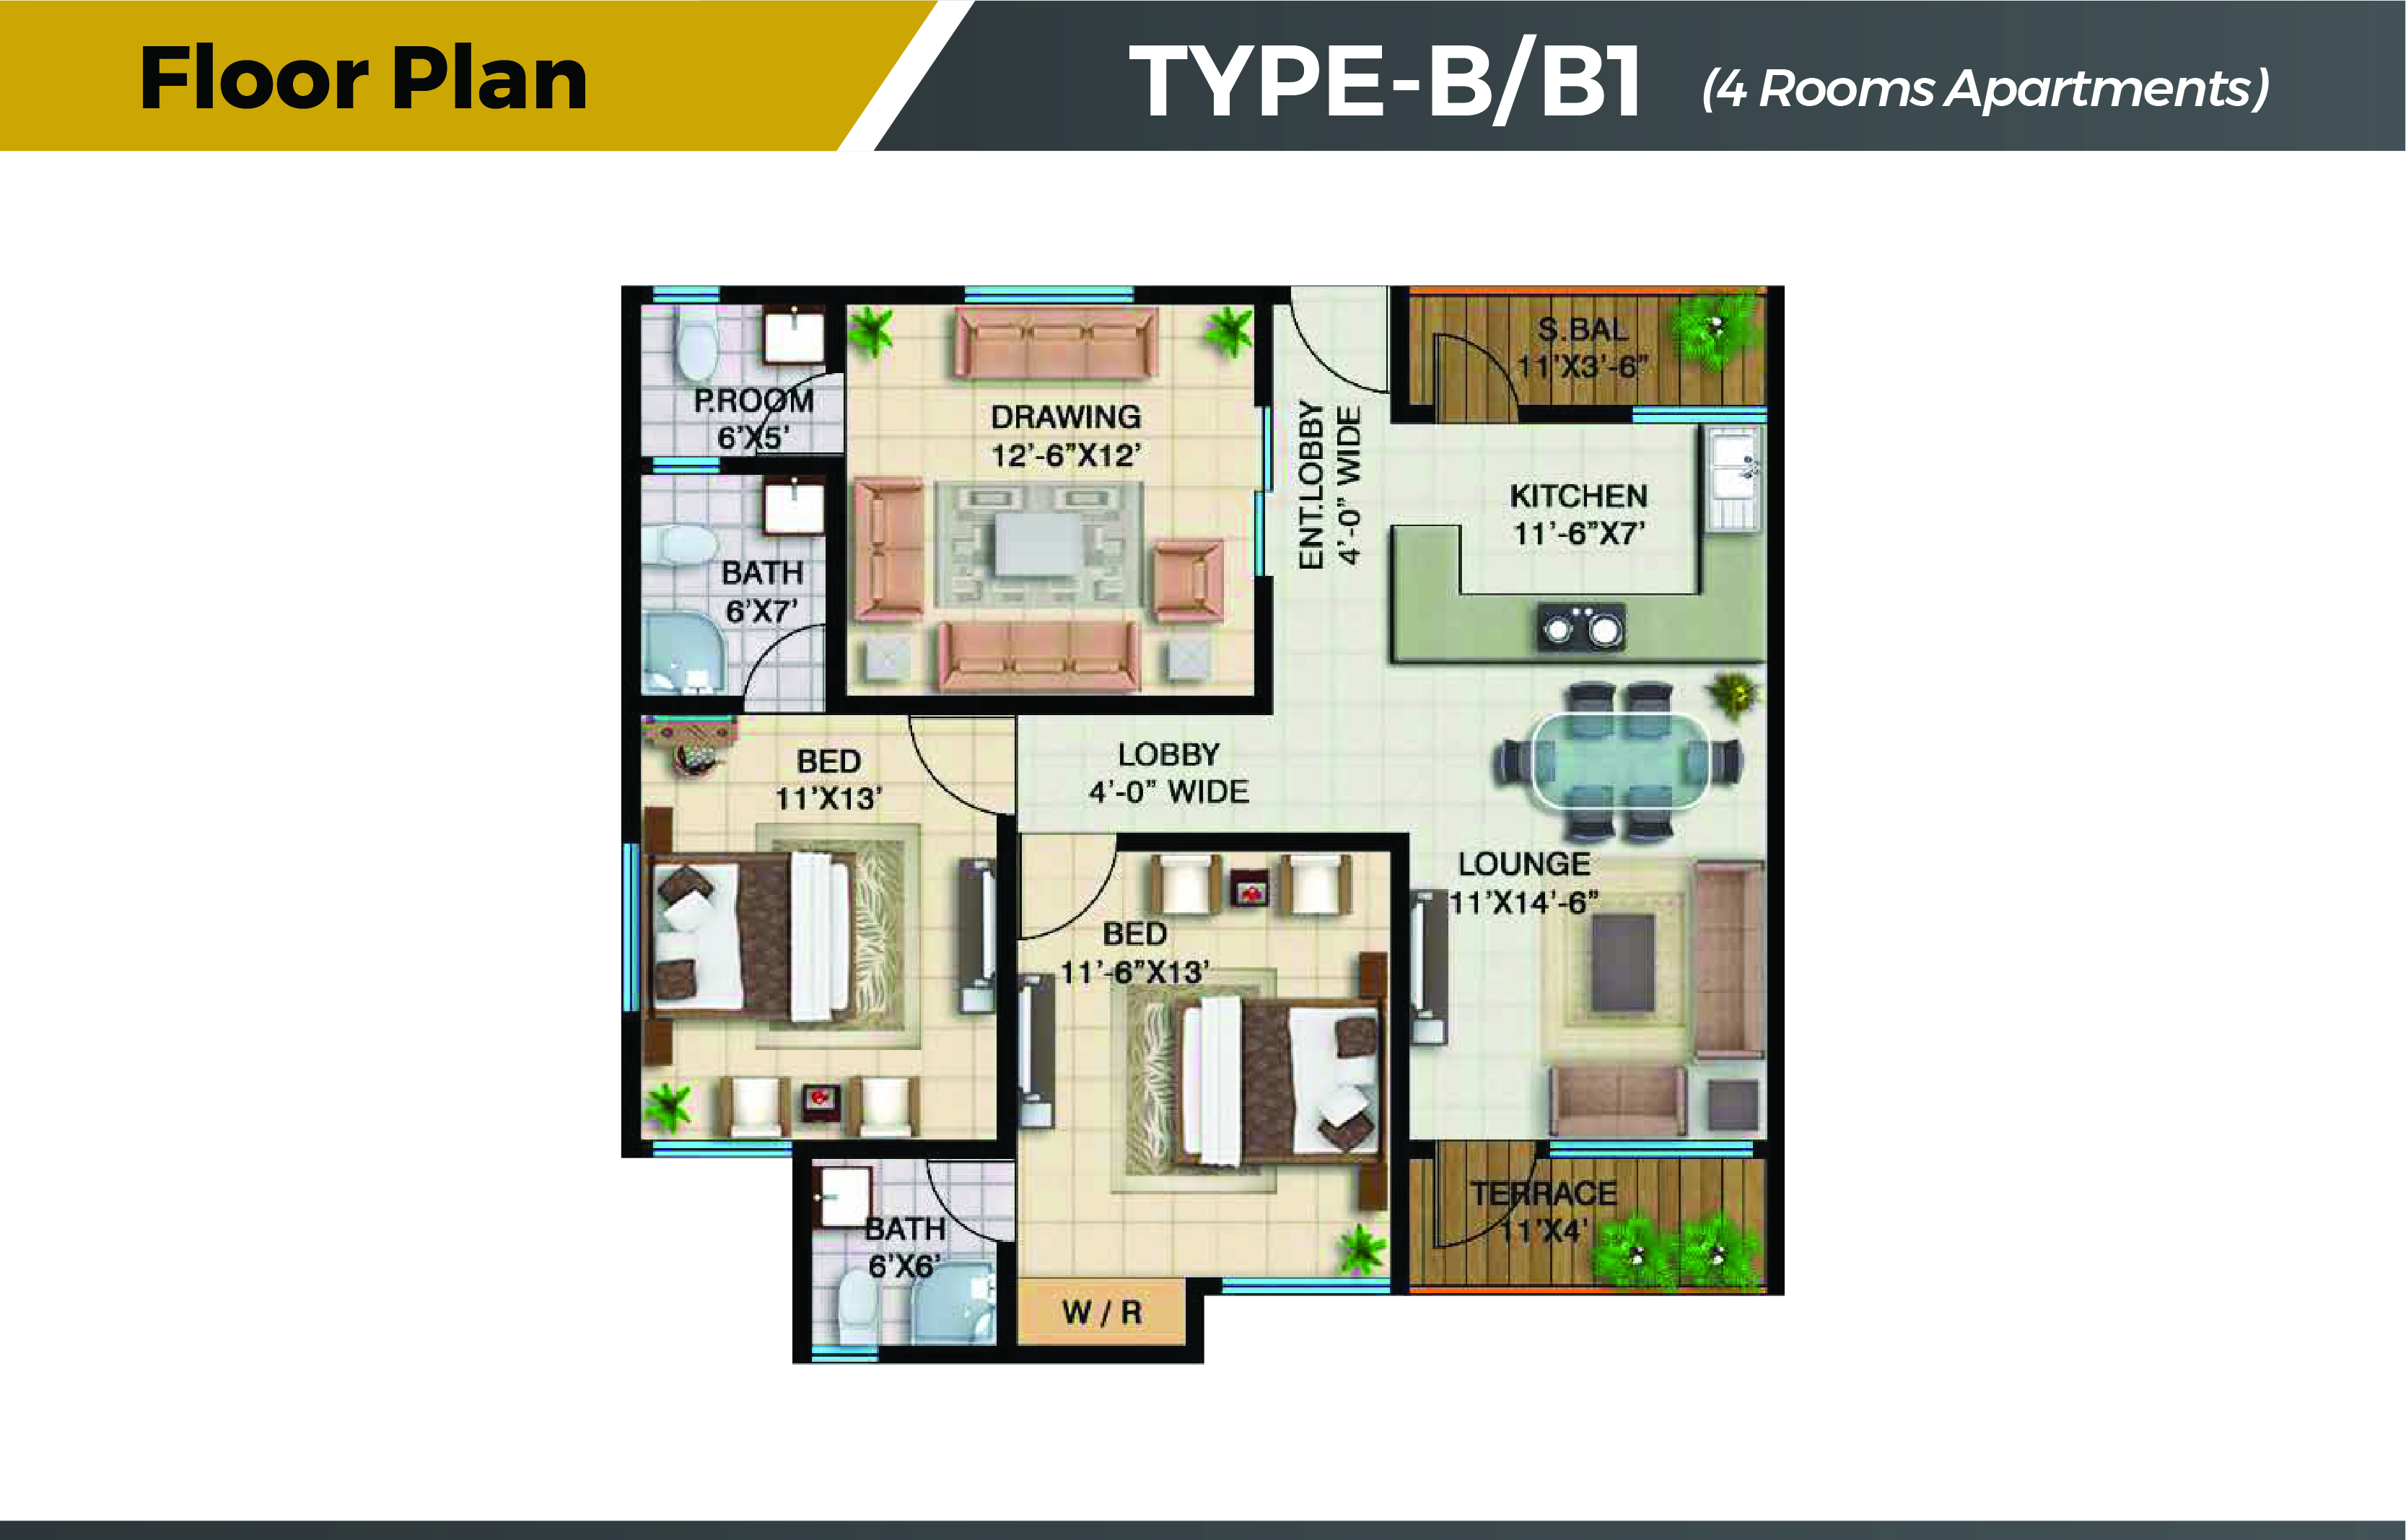 Floor Plan
TYPE-B/B1 (4 Rooms Apartments)
S.BAL
11'X3'-6"
P.ROOM
6'X5'
DRAWING
12'-6"X12'
ENT.LOBBY
4'-0" WIDE
KITCHEN
11'-6"X7'
BATH
6'X7'
BED
11'X13'
LOBBY
4'-0" WIDE
LOUNGE
11'X14'-6"
BED
11'-6"X13'
TERRACE
11'X4'
BATH
6'X6'
W / R